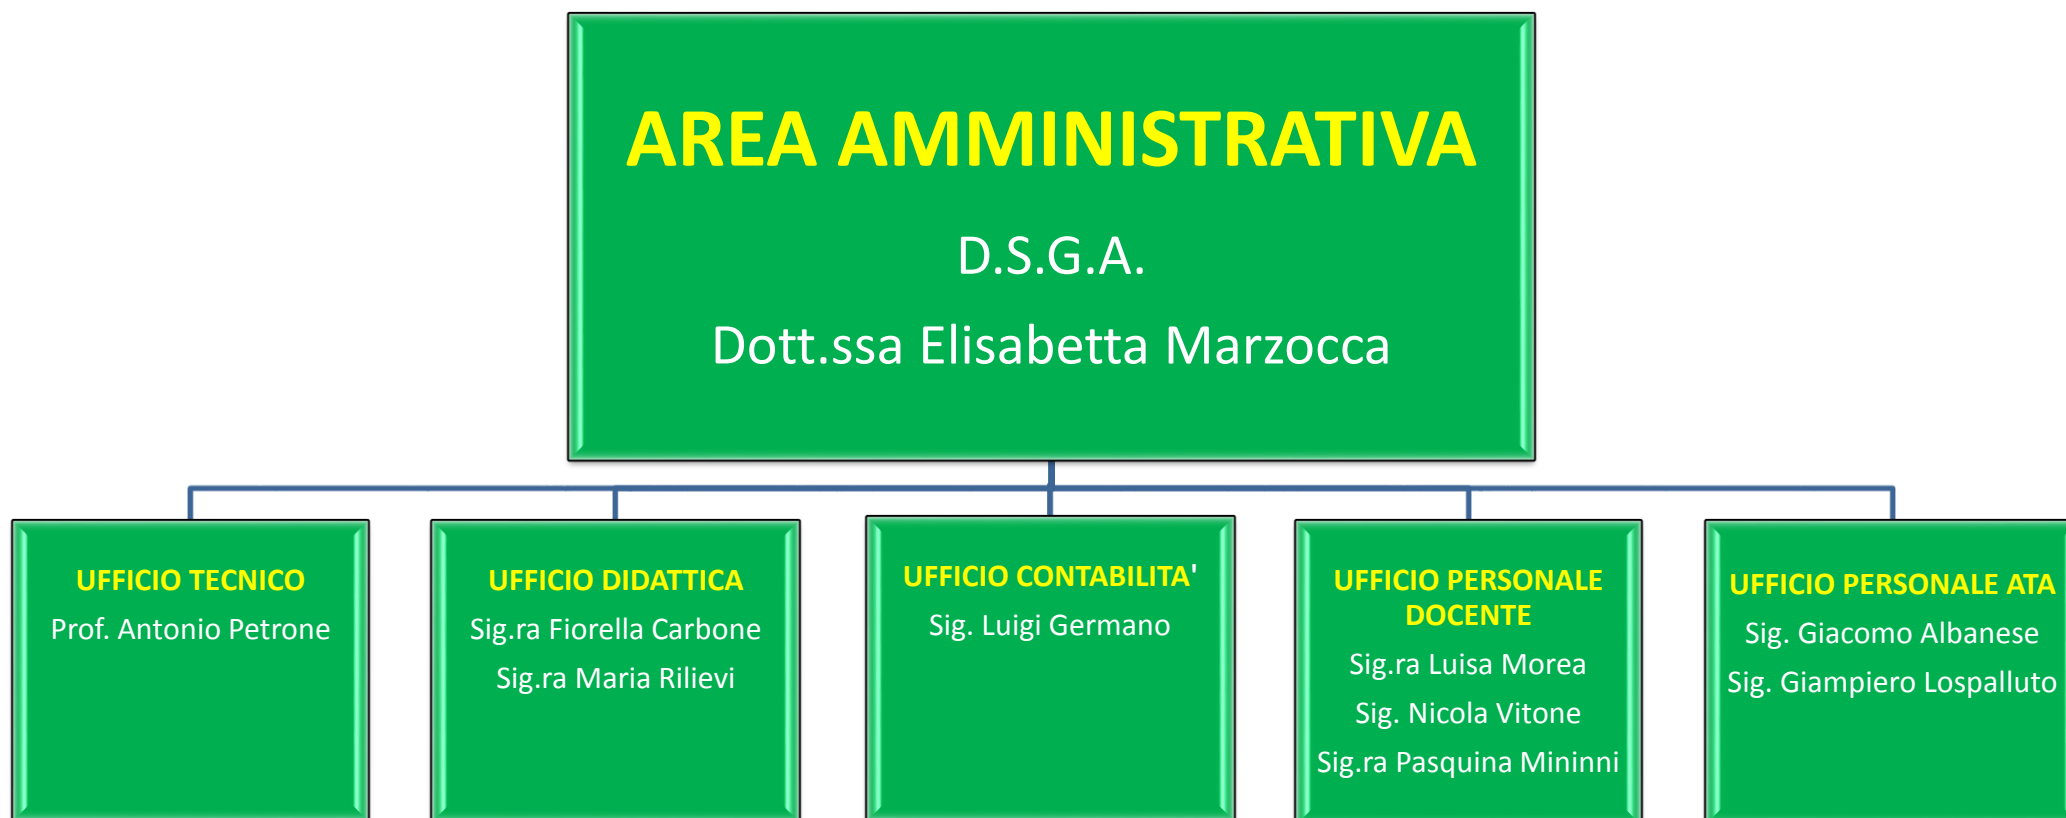 AREA AMMINISTRATIVA
D.S.G.A.
Dott.ssa Elisabetta Marzocca
UFFICIO TECNICO
Prof. Antonio Petrone
UFFICIO DIDATTICA
Sig.ra Fiorella Carbone
Sig.ra Maria Rilievi
UFFICIO CONTABILITA'
Sig. Luigi Germano
UFFICIO PERSONALE
DOCENTE
Sig.ra Luisa Morea
Sig. Nicola Vitone
Sig.ra Pasquina Mininni
UFFICIO PERSONALE ATA
Sig. Giacomo Albanese
Sig. Giampiero Lospalluto